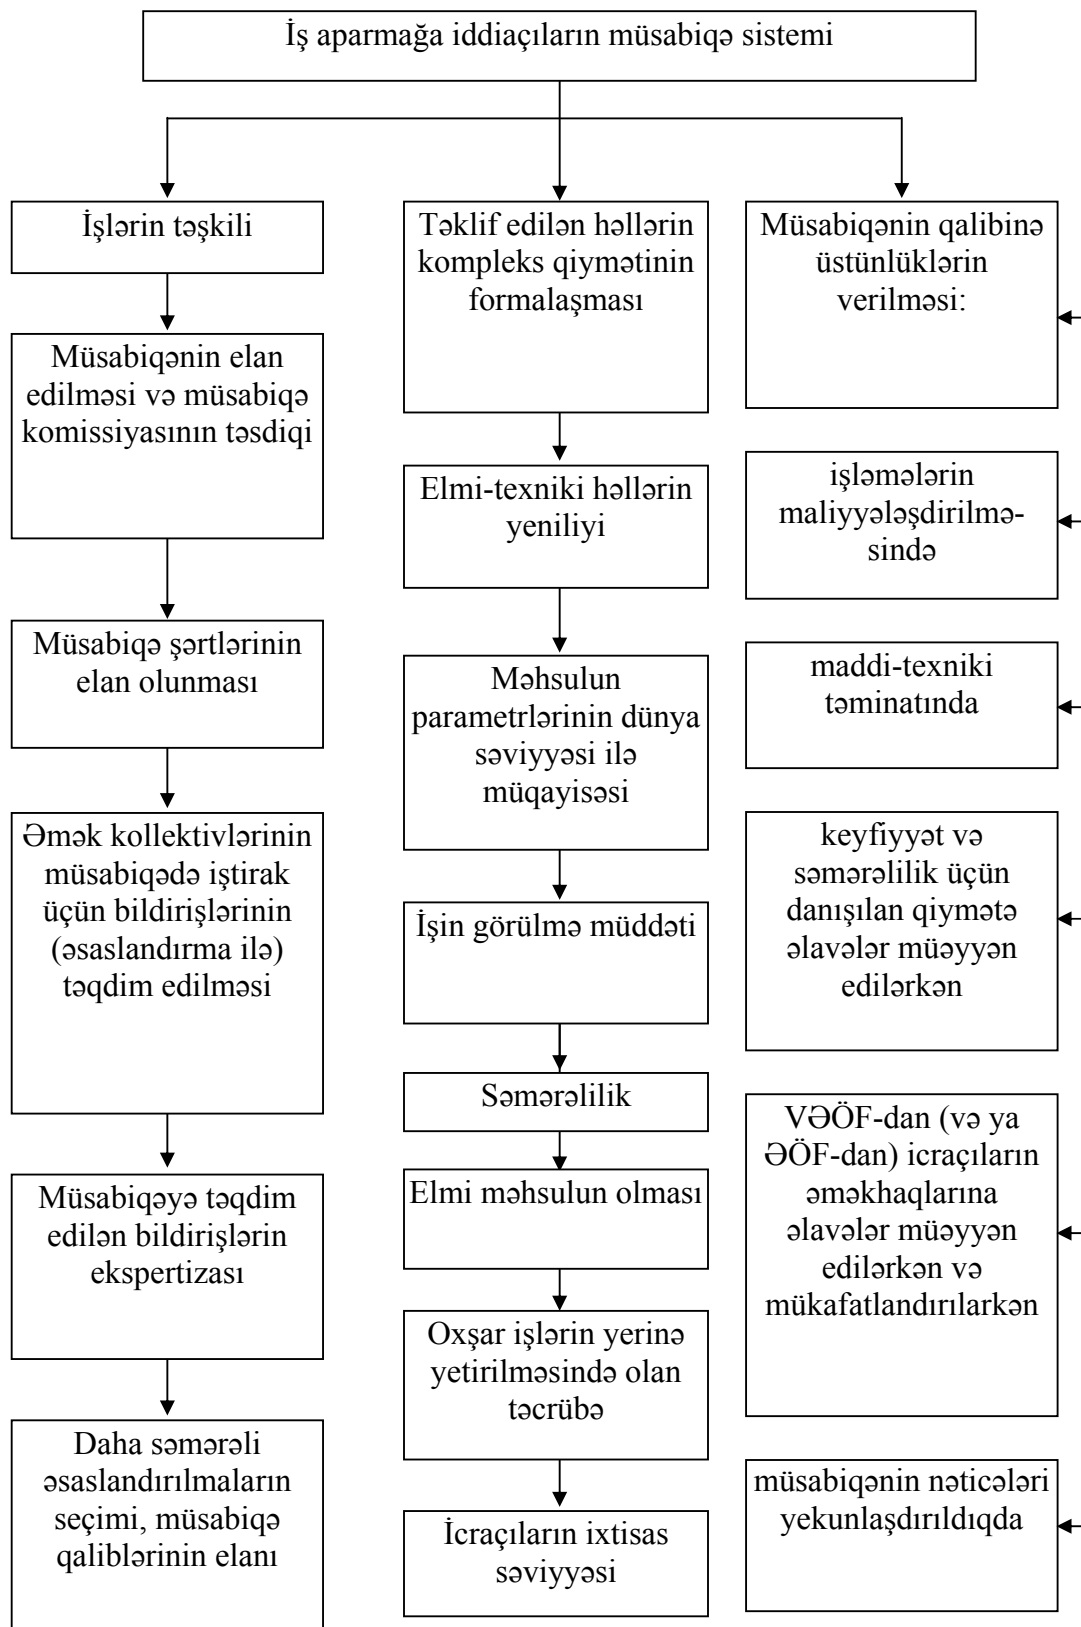 İş aparmağa iddiaçıların müsabiqə sistemi
İşlərin təşkili
Müsabiqənin elan
edilməsi və müsabiqə
komissiyasının təsdiqi
Müsabiqə şərtlərinin
elan olunması
Əmək kollektivlərinin
müsabiqədə iştirak
üçün bildirişlərinin
(əsaslandırma ilə)
təqdim edilməsi
Müsabiqəyə təqdim
edilən bildirişlərin
ekspertizası
Daha səmərəli
əsaslandırılmaların
seçimi, müsabiqə
qaliblərinin elanı
Təklif edilən həllərin
kompleks qiymətinin
formalaşması
Elmi-texniki həllərin
yeniliyi
Məhsulun
parametrlərinin dünya
səviyyəsi ilə
müqayisəsi
İşin görülmə müddəti
Səmərəlilik
Elmi məhsulun olması
Oxşar işlərin yerinə
yetirilməsində olan
təcrübə
İcraçıların ixtisas
səviyyəsi
Müsabiqənin qalibinə
üstünlüklərin
verilməsi:
işləmələrin
maliyyələşdirilmə-
sində
maddi-texniki
təminatında
keyfiyyət və
səmərəlilik üçün
danışılan qiymətə
əlavələr müəyyən
edilərkən
VƏÖF-dan (və ya
ƏÖF-dan) icraçıların
əməkhaqlarına
əlavələr müəyyən
edilərkən və
mükafatlandırılarkən
müsabiqənin nəticələri
yekunlaşdırıldıqda